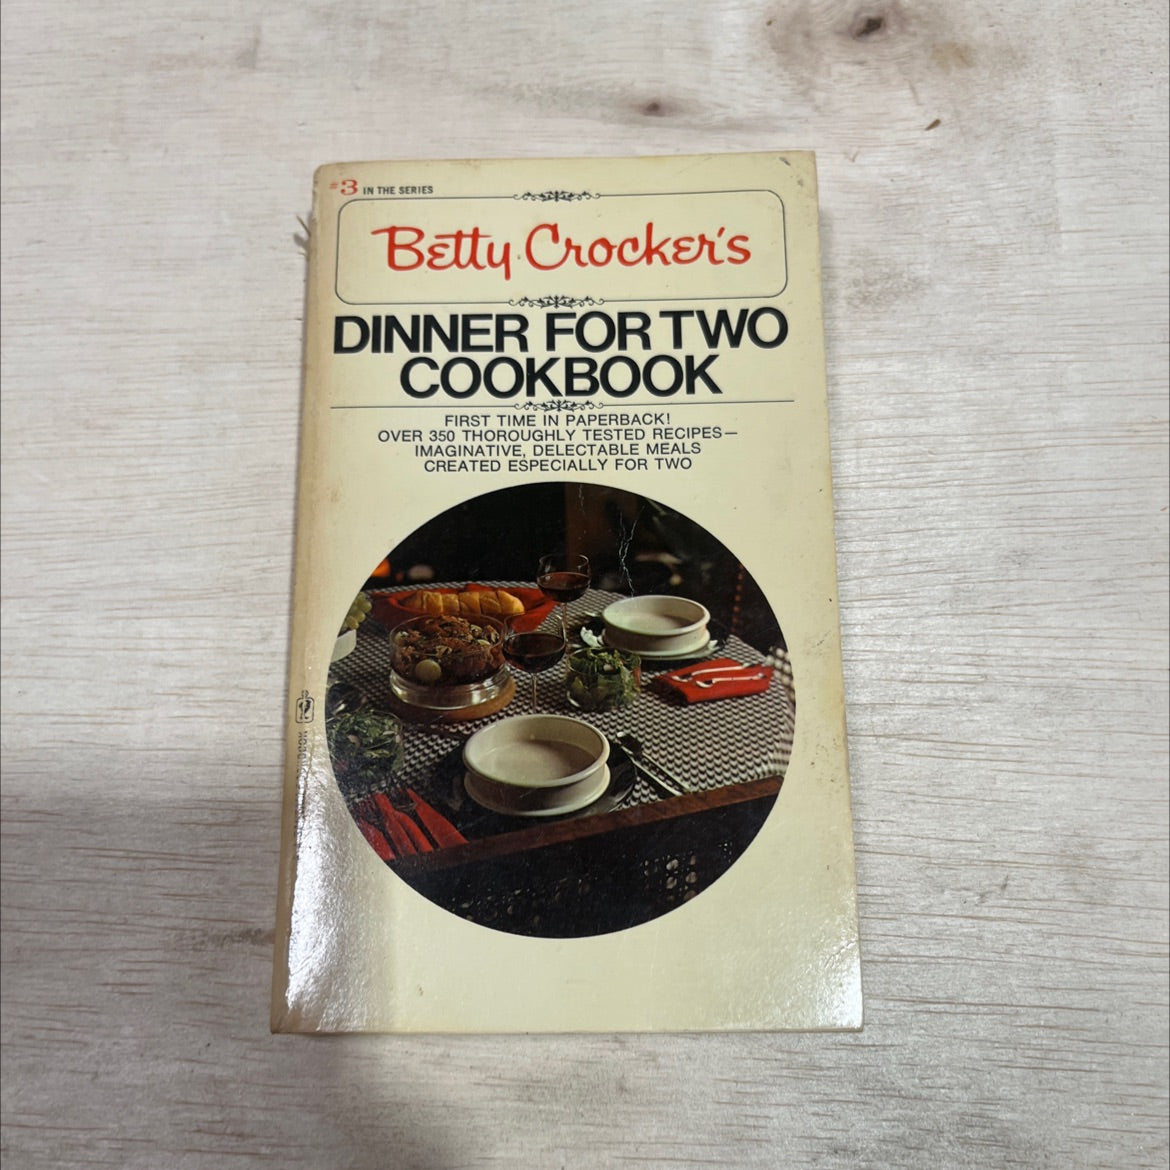 #3 IN THE SERIES
Betty Crocker's
DINNER FOR TWO
COOKBOOK
FIRST TIME IN PAPERBACK!
OVER 350 THOROUGHLY TESTED RECIPES—
IMAGINATIVE, DELECTABLE MEALS
CREATED ESPECIALLY FOR TWO